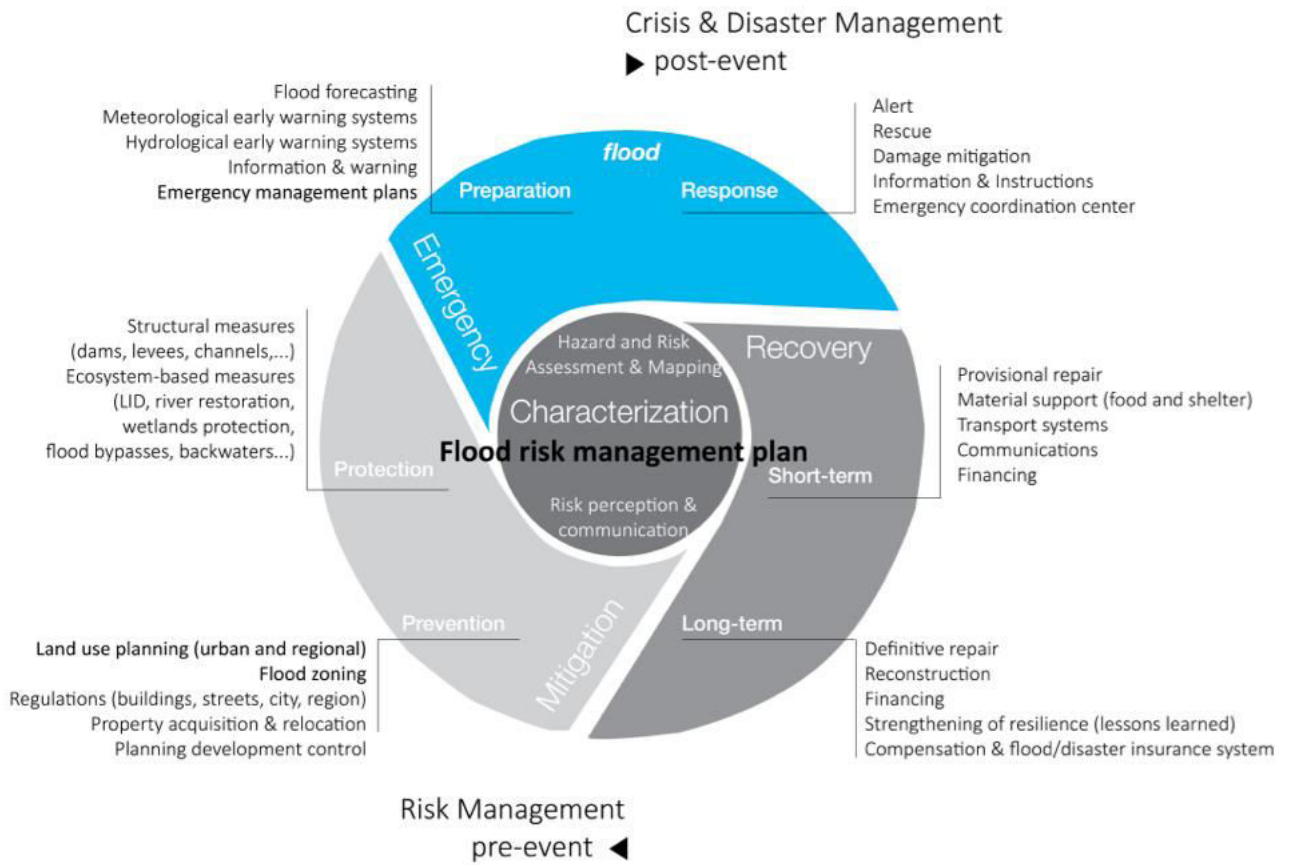 Crisis & Disaster Management
▶ post-event
Flood forecasting
Meteorological early warning systems
Hydrological early warning systems
Information & warning
Emergency management plans
flood
Preparation
Response
Alert
Rescue
Damage mitigation
Information & Instructions
Emergency coordination center
Emergency
Structural measures
(dams, levees, channels,...)
Ecosystem-based measures
(LID, river restoration,
wetlands protection,
flood bypasses, backwaters...)
Protection
Hazard and Risk
Assessment & Mapping
Characterization
Flood risk management plan
Risk perception &
communication
Recovery
Short-term
Provisional repair
Material support (food and shelter)
Transport systems
Communications
Financing
Prevention
Mitigation
Land use planning (urban and regional)
Flood zoning
Regulations (buildings, streets, city, region)
Property acquisition & relocation
Planning development control
Long-term
Definitive repair
Reconstruction
Financing
Strengthening of resilience (lessons learned)
Compensation & flood/disaster insurance system
Risk Management
pre-event ◀